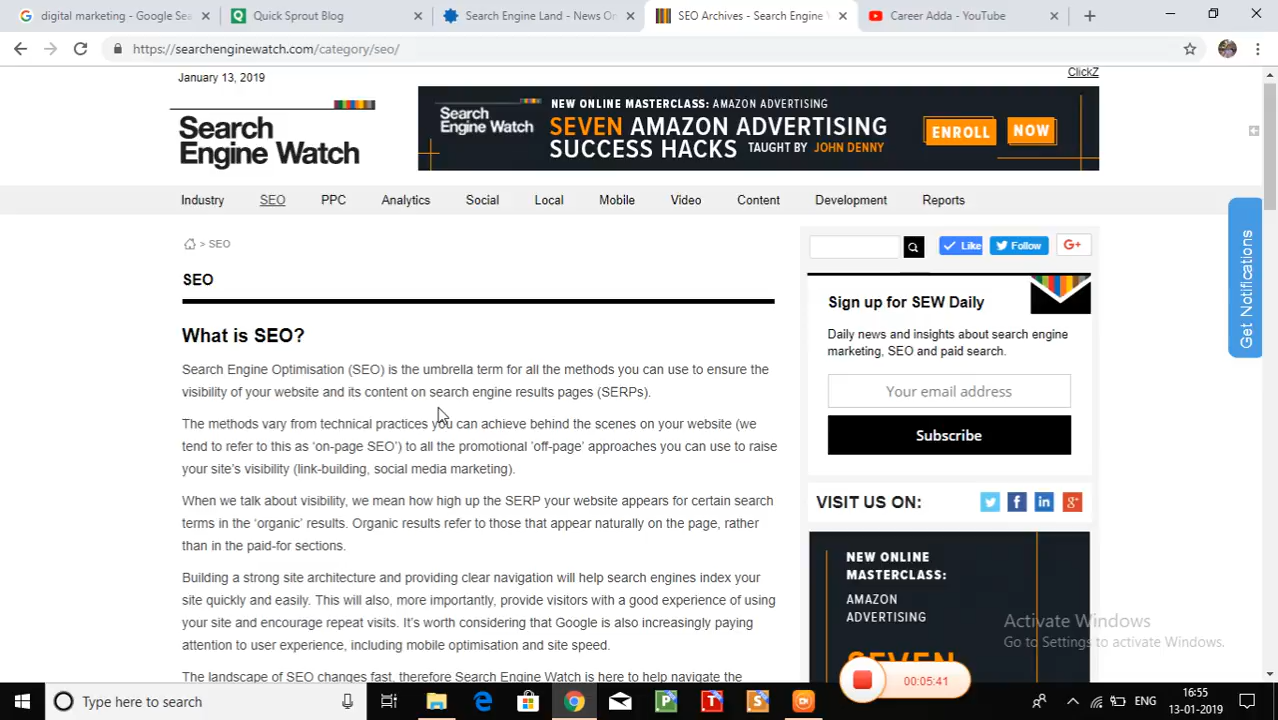 digital marketing - Google Sea
Quick Sprout Blog
Search Engine Land - News On
SEO Archives - Search Engine
Career Adda - YouTube
https://searchenginewatch.com/category/seo/
January 13, 2019
ClickZ
Search
Engine Watch
Search
Engine Watch
NEW ONLINE MASTERCLASS: AMAZON ADVERTISING
SEVEN AMAZON ADVERTISING
SUCCESS HACKS TAUGHT BY JOHN DENNY
ENROLL NOW
Industry SEO PPC Analytics Social Local Mobile Video Content Development Reports
> SEO
SEO
What is SEO?
Search Engine Optimisation (SEO) is the umbrella term for all the methods you can use to ensure the
visibility of your website and its content on search engine results pages (SERPs).
The methods vary from technical practices you can achieve behind the scenes on your website (we
tend to refer to this as ‘on-page SEO’) to all the promotional ‘off-page’ approaches you can use to raise
your site’s visibility (link-building, social media marketing).
When we talk about visibility, we mean how high up the SERP your website appears for certain search
terms in the ‘organic’ results. Organic results refer to those that appear naturally on the page, rather
than in the paid-for sections.
Building a strong site architecture and providing clear navigation will help search engines index your
site quickly and easily. This will also, more importantly, provide visitors with a good experience of using
your site and encourage repeat visits. It’s worth considering that Google is also increasingly paying
attention to user experience, including mobile optimisation and site speed.
The landscape of SEO changes fast, therefore Search Engine Watch is here to help navigate the
Like
Follow
G+
Sign up for SEW Daily
Daily news and insights about search engine
marketing, SEO and paid search.
Your email address
Subscribe
VISIT US ON:
NEW ONLINE
MASTERCLASS:
AMAZON
ADVERTISING
SEVEN
Get Notifications
Activate Windows
Go to Settings to activate Windows.
00:05:41
Type here to search
ENG
16:55
13-01-2019